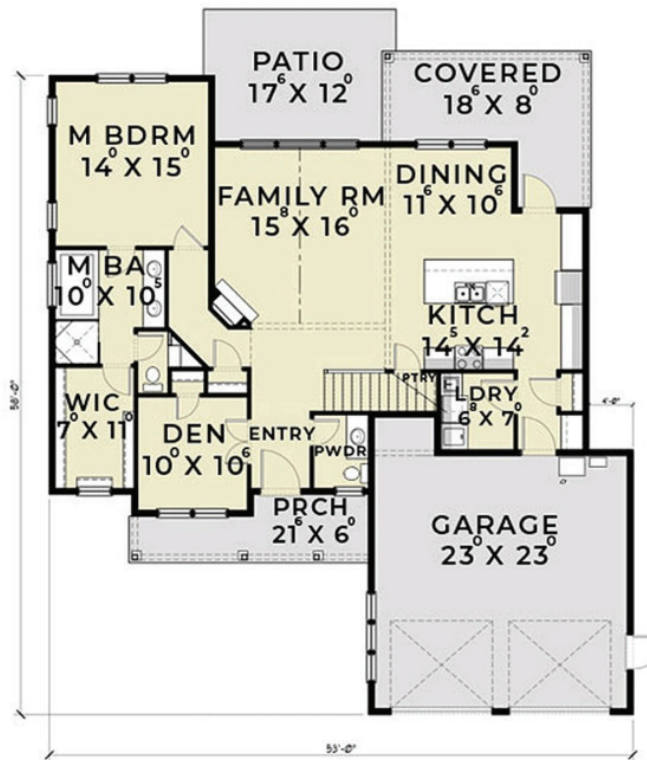 PATIO
17⁶ X 12⁰
COVERED
18⁶ X 8⁰
M BDRM
14⁰ X 15⁰
FAMILY RM
15⁸ X 16⁰
DINING
11⁶ X 10⁶
M BA
10⁰ X 10⁵
KITCH
14⁵ X 14²
PTRY
LDRY
6⁸ X 7⁰
WIC
7⁰ X 11⁰
DEN
10⁰ X 10⁶
ENTRY
PWDR
PRCH
21⁶ X 6⁰
GARAGE
23⁰ X 23⁰
4'-0"
58'-0"
53'-0"